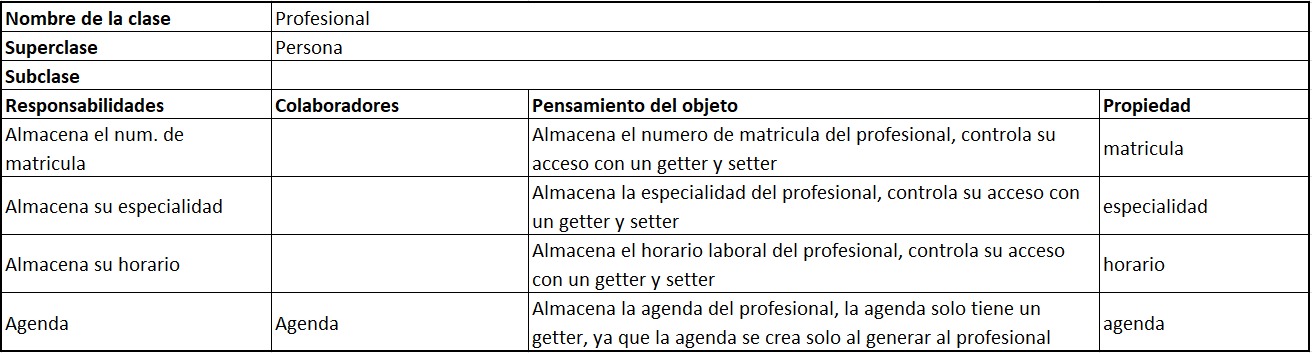 Nombre de la clase Profesional
Superclase Persona
Subclase
Responsabilidades Colaboradores Pensamiento del objeto Propiedad
Almacena el num. de
matricula
Almacena el numero de matricula del profesional, controla su
acceso con un getter y setter
matricula
Almacena su especialidad
Almacena la especialidad del profesional, controla su acceso con
un getter y setter
especialidad
Almacena su horario
Almacena el horario laboral del profesional, controla su acceso
con un getter y setter
horario
Agenda
Agenda
Almacena la agenda del profesional, la agenda solo tiene un
getter, ya que la agenda se crea solo al generar al profesional
agenda